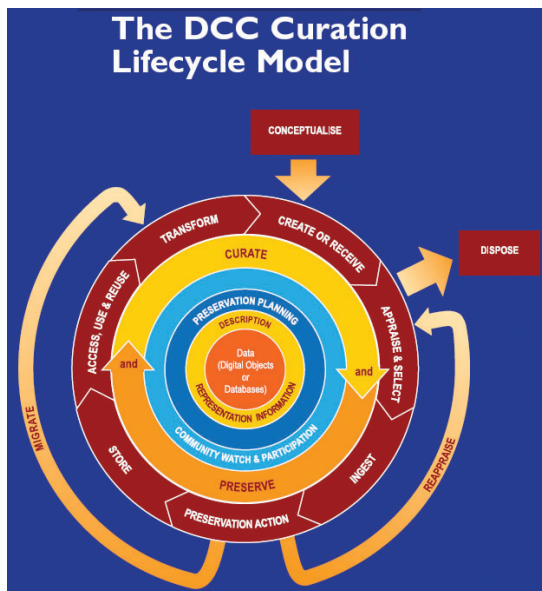 The DCC Curation
Lifecycle Model
CONCEPTUALISE
DISPOSE
TRANSFORM
CREATE OR RECEIVE
APPRAISE & SELECT
INGEST
PRESERVATION ACTION
STORE
ACCESS, USE & REUSE
CURATE
and
PRESERVE
and
PRESERVATION PLANNING
COMMUNITY WATCH & PARTICIPATION
DESCRIPTION
REPRESENTATION INFORMATION
Data
(Digital Objects
or
Databases)
MIGRATE
REAPPRAISE